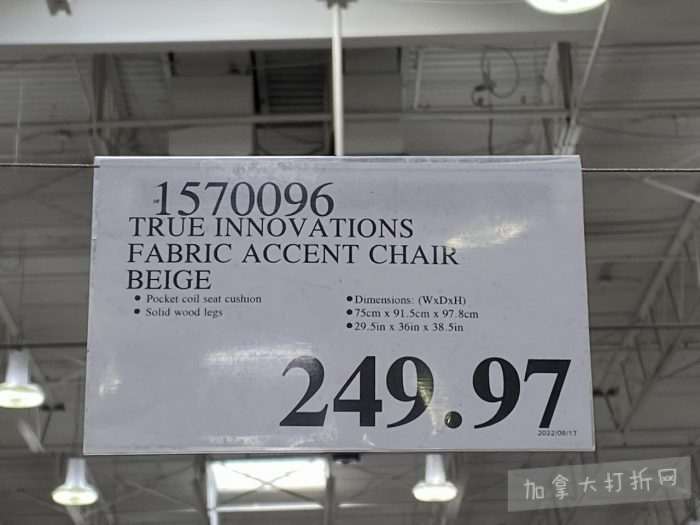 1570096
TRUE INNOVATIONS
FABRIC ACCENT CHAIR
BEIGE
• Pocket coil seat cushion
• Solid wood legs
• Dimensions: (WxDxH)
• 75cm x 91.5cm x 97.8cm
• 29.5in x 36in x 38.5in
249.97
2022/08/17
加拿大打折网